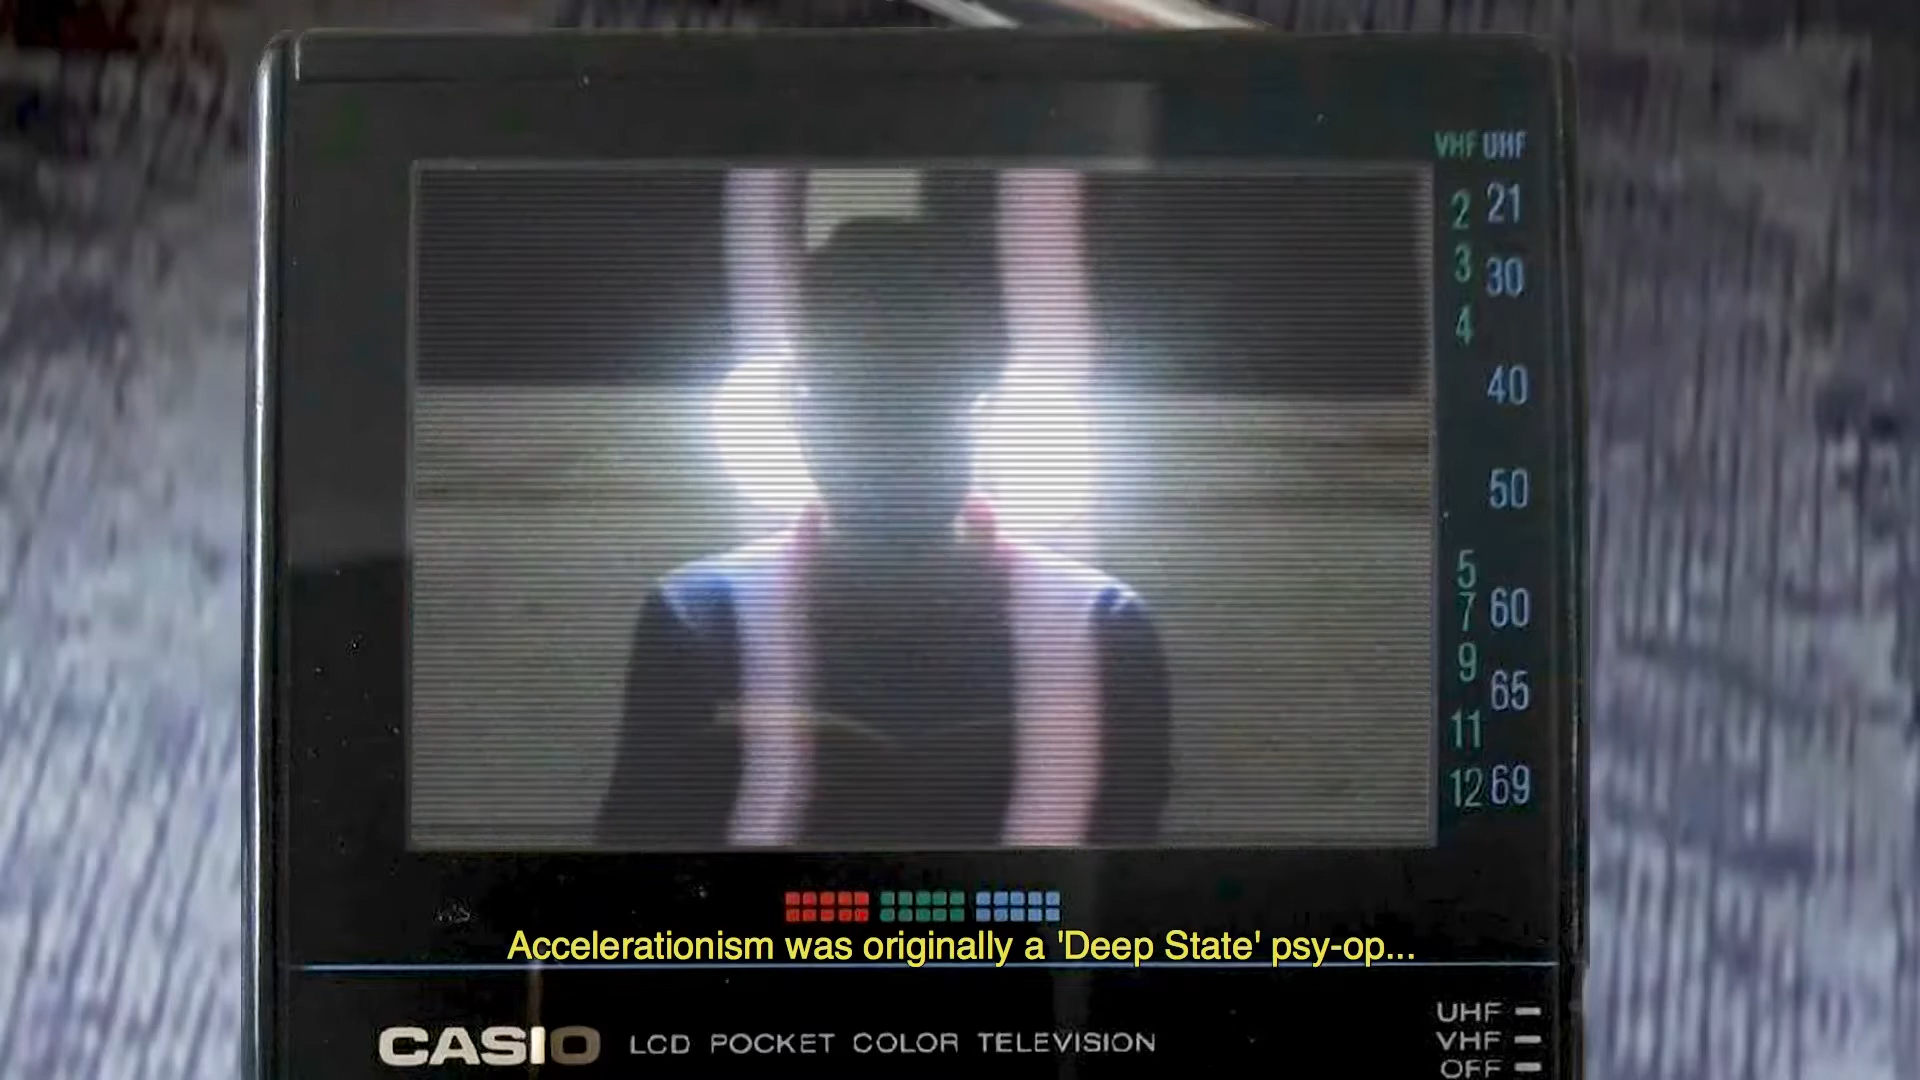 VHF UHF
2 21
3 30
4
40
50
5
7 60
9
65
11
12 69
Accelerationism was originally a 'Deep State' psy-op...
CASIO LCD POCKET COLOR TELEVISION
UHF
VHF
OFF